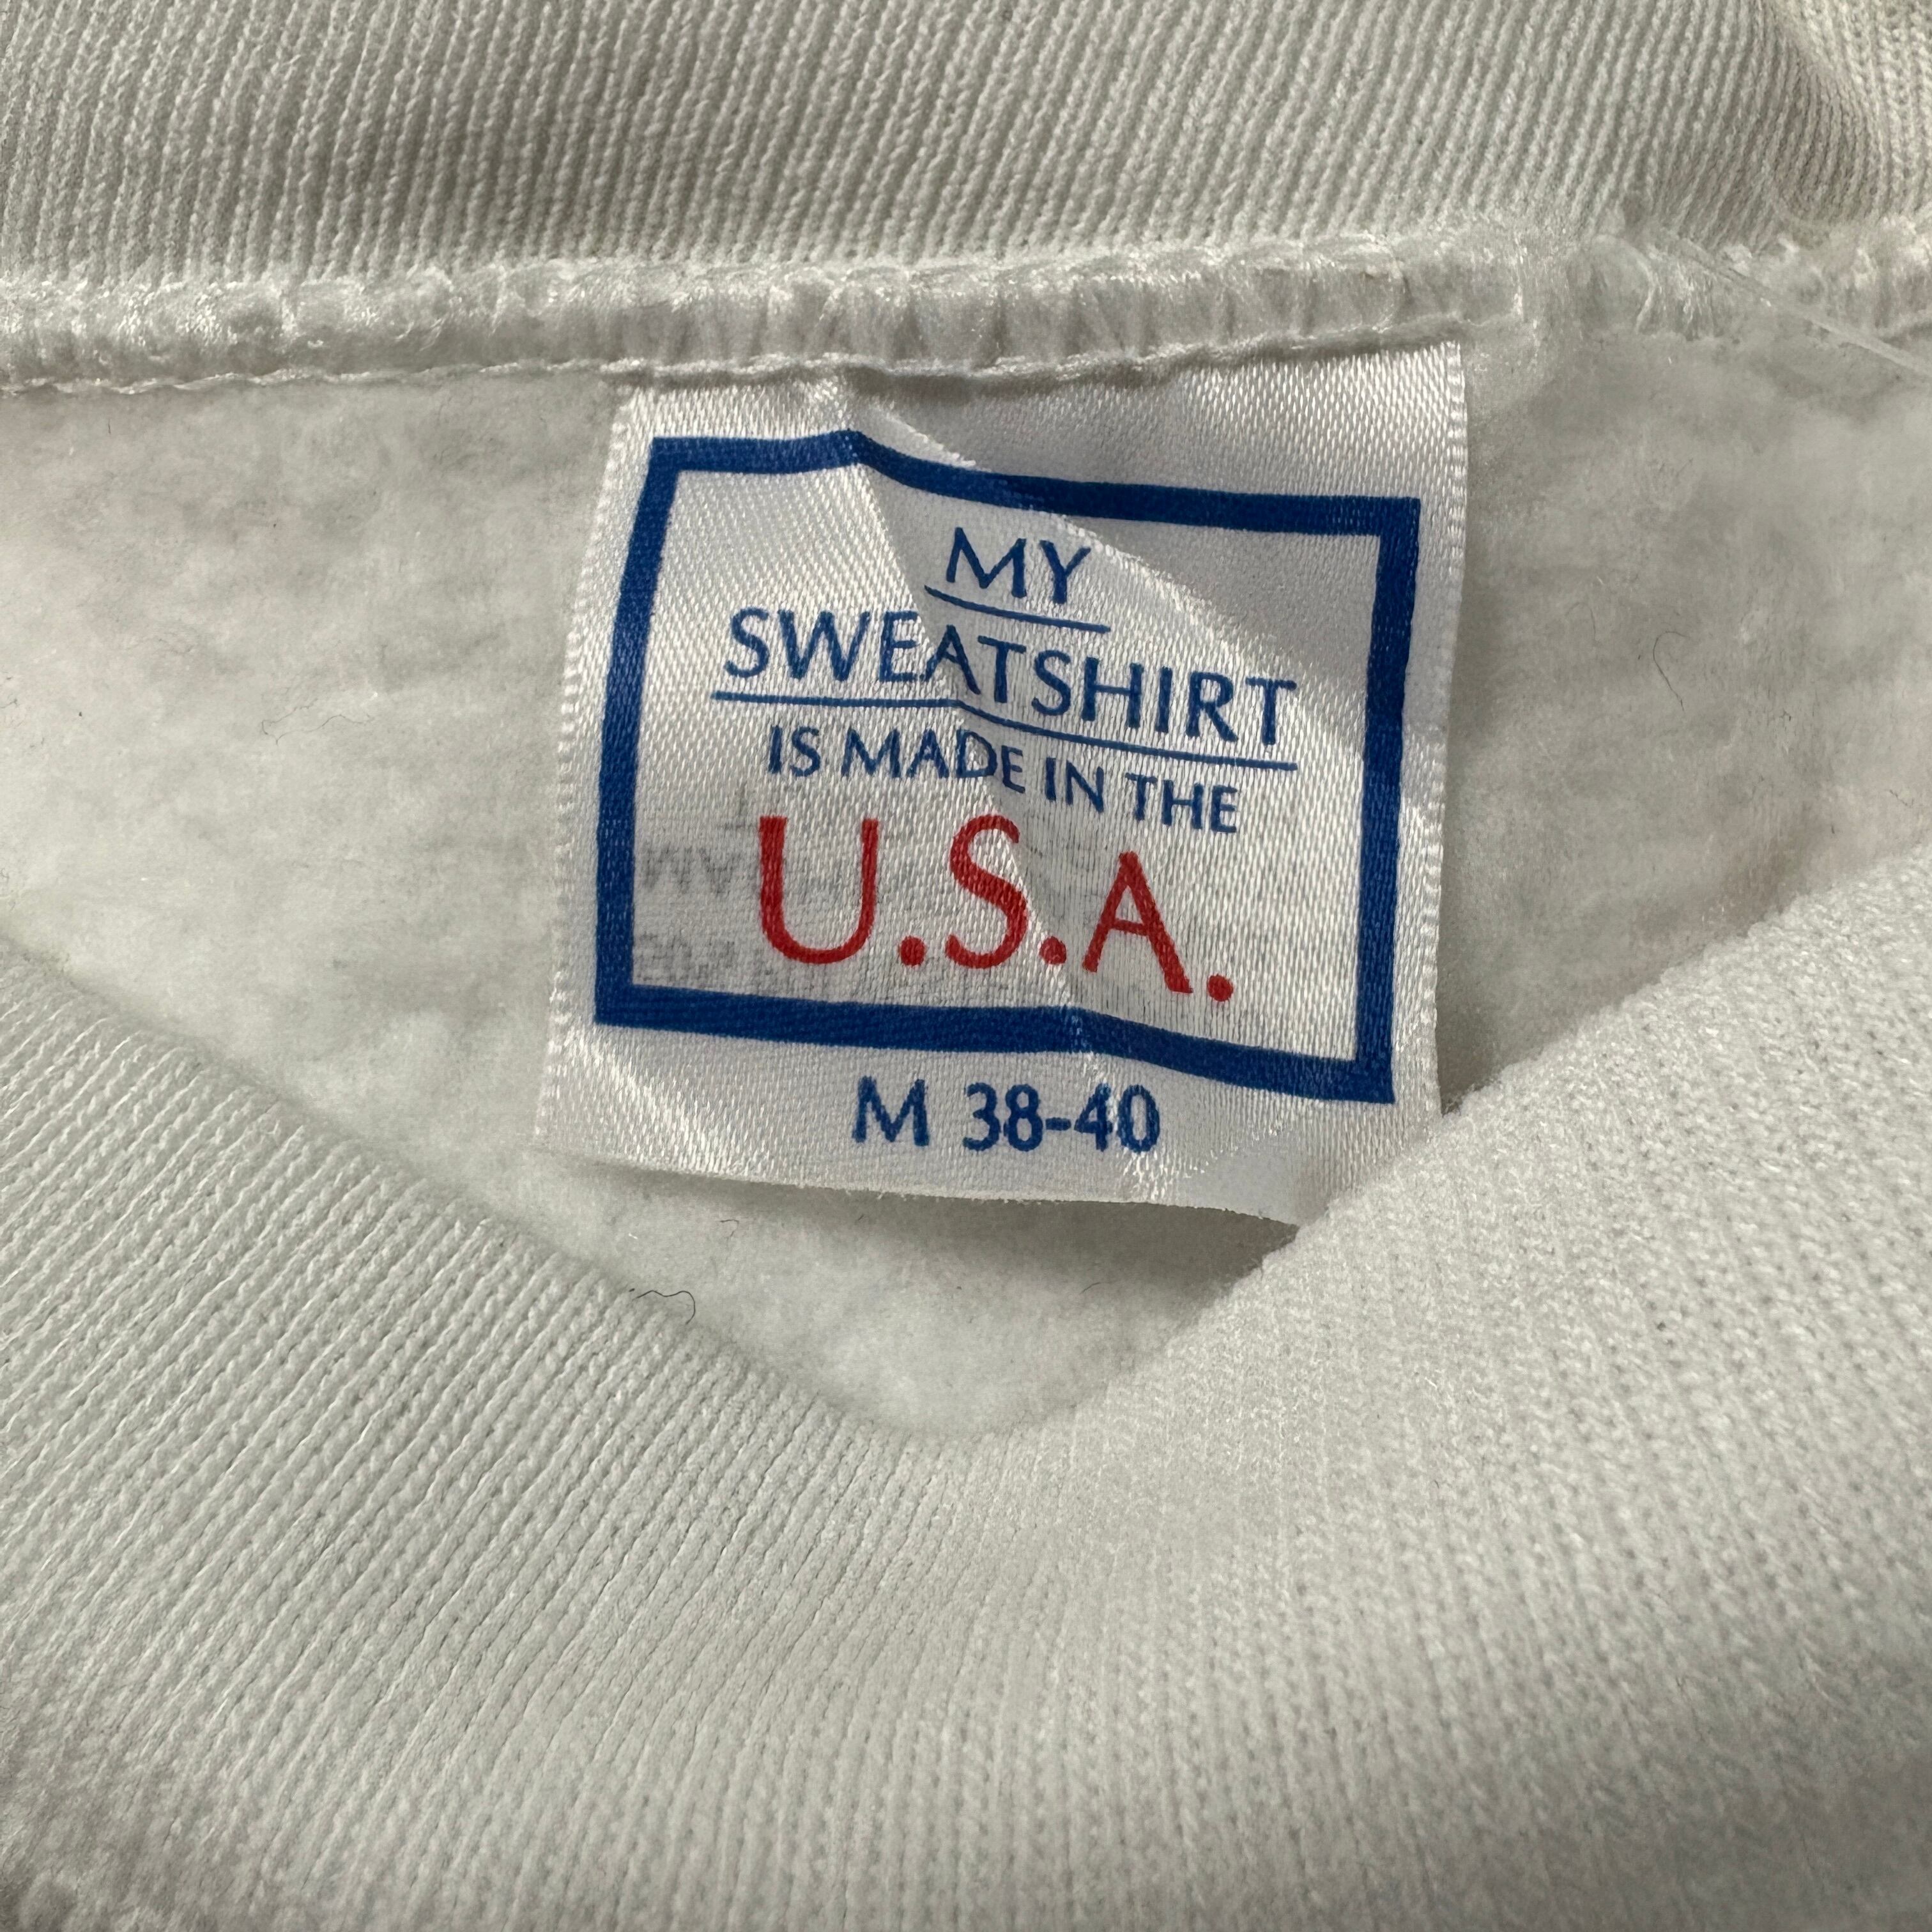 MY
SWEATSHIRT
IS MADE IN THE
U.S.A.
M 38-40